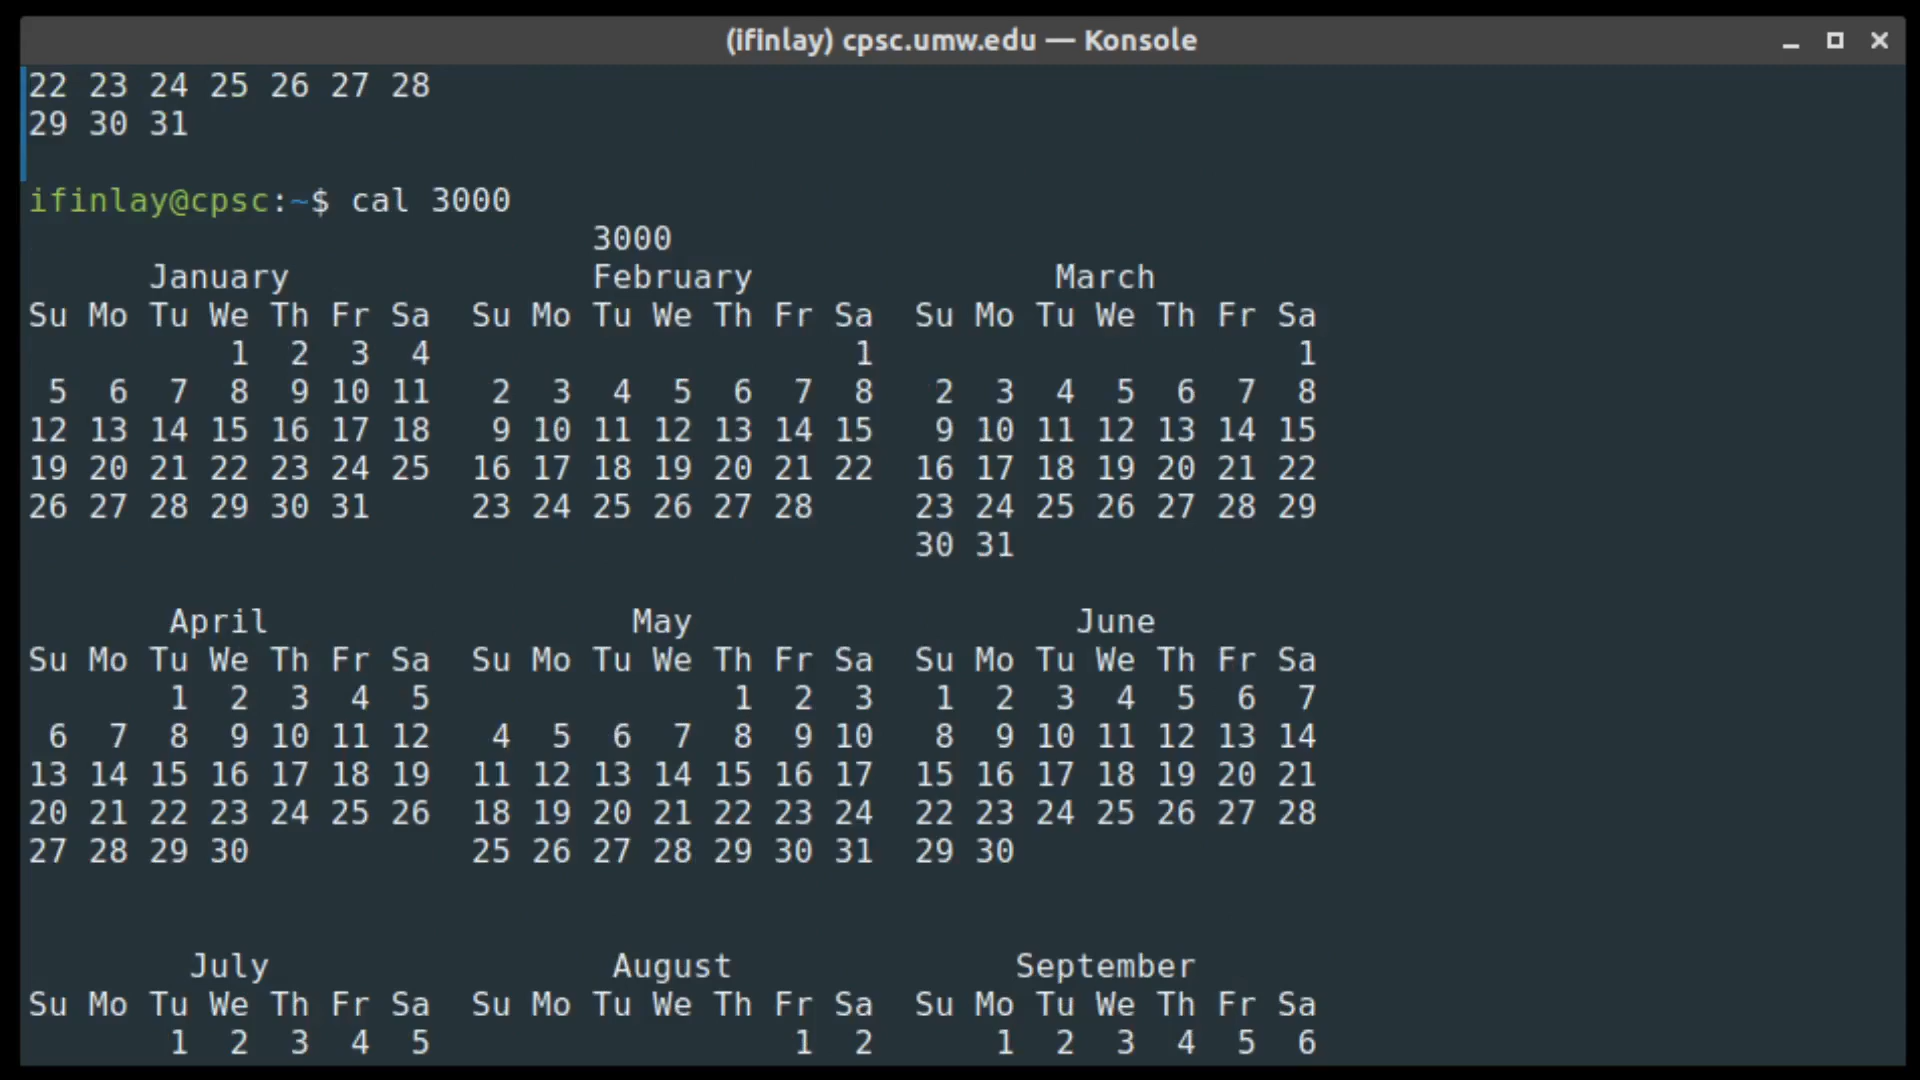 (ifinlay) cpsc.umw.edu — Konsole
22 23 24 25 26 27 28
29 30 31
ifinlay@cpsc:~$ cal 3000
                            3000
      January               February               March
Su Mo Tu We Th Fr Sa  Su Mo Tu We Th Fr Sa  Su Mo Tu We Th Fr Sa
          1  2  3  4                     1                     1
 5  6  7  8  9 10 11   2  3  4  5  6  7  8   2  3  4  5  6  7  8
12 13 14 15 16 17 18   9 10 11 12 13 14 15   9 10 11 12 13 14 15
19 20 21 22 23 24 25  16 17 18 19 20 21 22  16 17 18 19 20 21 22
26 27 28 29 30 31     23 24 25 26 27 28     23 24 25 26 27 28 29
                                            30 31
       April                  May                   June
Su Mo Tu We Th Fr Sa  Su Mo Tu We Th Fr Sa  Su Mo Tu We Th Fr Sa
       1  2  3  4  5               1  2  3   1  2  3  4  5  6  7
 6  7  8  9 10 11 12   4  5  6  7  8  9 10   8  9 10 11 12 13 14
13 14 15 16 17 18 19  11 12 13 14 15 16 17  15 16 17 18 19 20 21
20 21 22 23 24 25 26  18 19 20 21 22 23 24  22 23 24 25 26 27 28
27 28 29 30           25 26 27 28 29 30 31  29 30
        July                 August              September
Su Mo Tu We Th Fr Sa  Su Mo Tu We Th Fr Sa  Su Mo Tu We Th Fr Sa
       1  2  3  4  5                  1  2      1  2  3  4  5  6